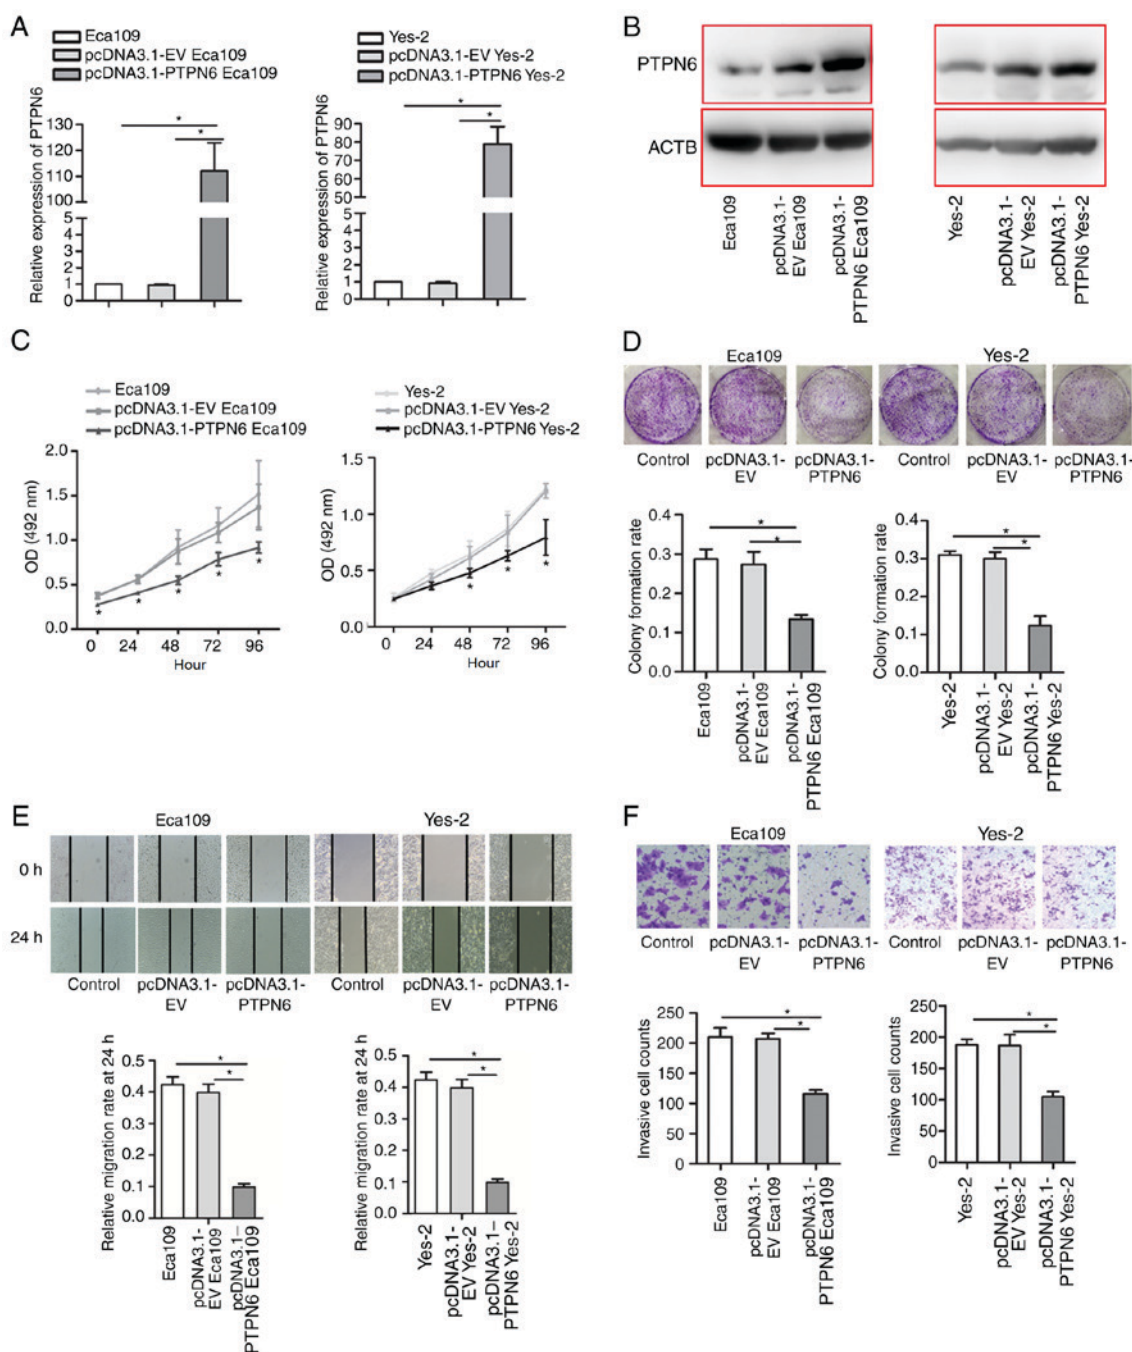 A
Eca109
pcDNA3.1-EV Eca109
pcDNA3.1-PTPN6 Eca109
Relative expression of PTPN6
130
120
110
100
5
4
3
2
1
0
*
*
Yes-2
pcDNA3.1-EV Yes-2
pcDNA3.1-PTPN6 Yes-2
Relative expression of PTPN6
90
80
70
60
50
40
5
4
3
2
1
0
*
*
B
PTPN6
ACTB
Eca109
pcDNA3.1-
EV Eca109
pcDNA3.1-
PTPN6 Eca109
Yes-2
pcDNA3.1-
EV Yes-2
pcDNA3.1-
PTPN6 Yes-2
C
Eca109
pcDNA3.1-EV Eca109
pcDNA3.1-PTPN6 Eca109
OD (492 nm)
2.0
1.5
1.0
0.5
0.0
* * * * *
0 24 48 72 96
Hour
Yes-2
pcDNA3.1-EV Yes-2
pcDNA3.1-PTPN6 Yes-2
OD (492 nm)
1.5
1.0
0.5
0.0
* * *
0 24 48 72 96
Hour
D
Eca109
Yes-2
Control
pcDNA3.1-
EV
pcDNA3.1-
PTPN6
Control
pcDNA3.1-
EV
pcDNA3.1-
PTPN6
Colony formation rate
0.4
0.3
0.2
0.1
0.0
*
*
Eca109
pcDNA3.1-
EV Eca109
pcDNA3.1-
PTPN6 Eca109
Colony formation rate
0.4
0.3
0.2
0.1
0.0
*
*
Yes-2
pcDNA3.1-
EV Yes-2
pcDNA3.1-
PTPN6 Yes-2
E
Eca109
Yes-2
0 h
24 h
Control
pcDNA3.1-
EV
pcDNA3.1-
PTPN6
Control
pcDNA3.1-
EV
pcDNA3.1-
PTPN6
Relative migration rate at 24 h
0.5
0.4
0.3
0.2
0.1
0.0
*
*
Eca109
pcDNA3.1-
EV Eca109
pcDNA3.1–
PTPN6 Eca109
Relative migration rate at 24 h
0.5
0.4
0.3
0.2
0.1
0.0
*
*
Yes-2
pcDNA3.1-
EV Yes-2
pcDNA3.1–
PTPN6 Yes-2
F
Eca109
Yes-2
Control
pcDNA3.1-
EV
pcDNA3.1-
PTPN6
Control
pcDNA3.1-
EV
pcDNA3.1-
PTPN6
Invasive cell counts
250
200
150
100
50
0
*
*
Eca109
pcDNA3.1-
EV Eca109
pcDNA3.1-
PTPN6 Eca109
Invasive cell counts
250
200
150
100
50
0
*
*
Yes-2
pcDNA3.1-
EV Yes-2
pcDNA3.1-
PTPN6 Yes-2